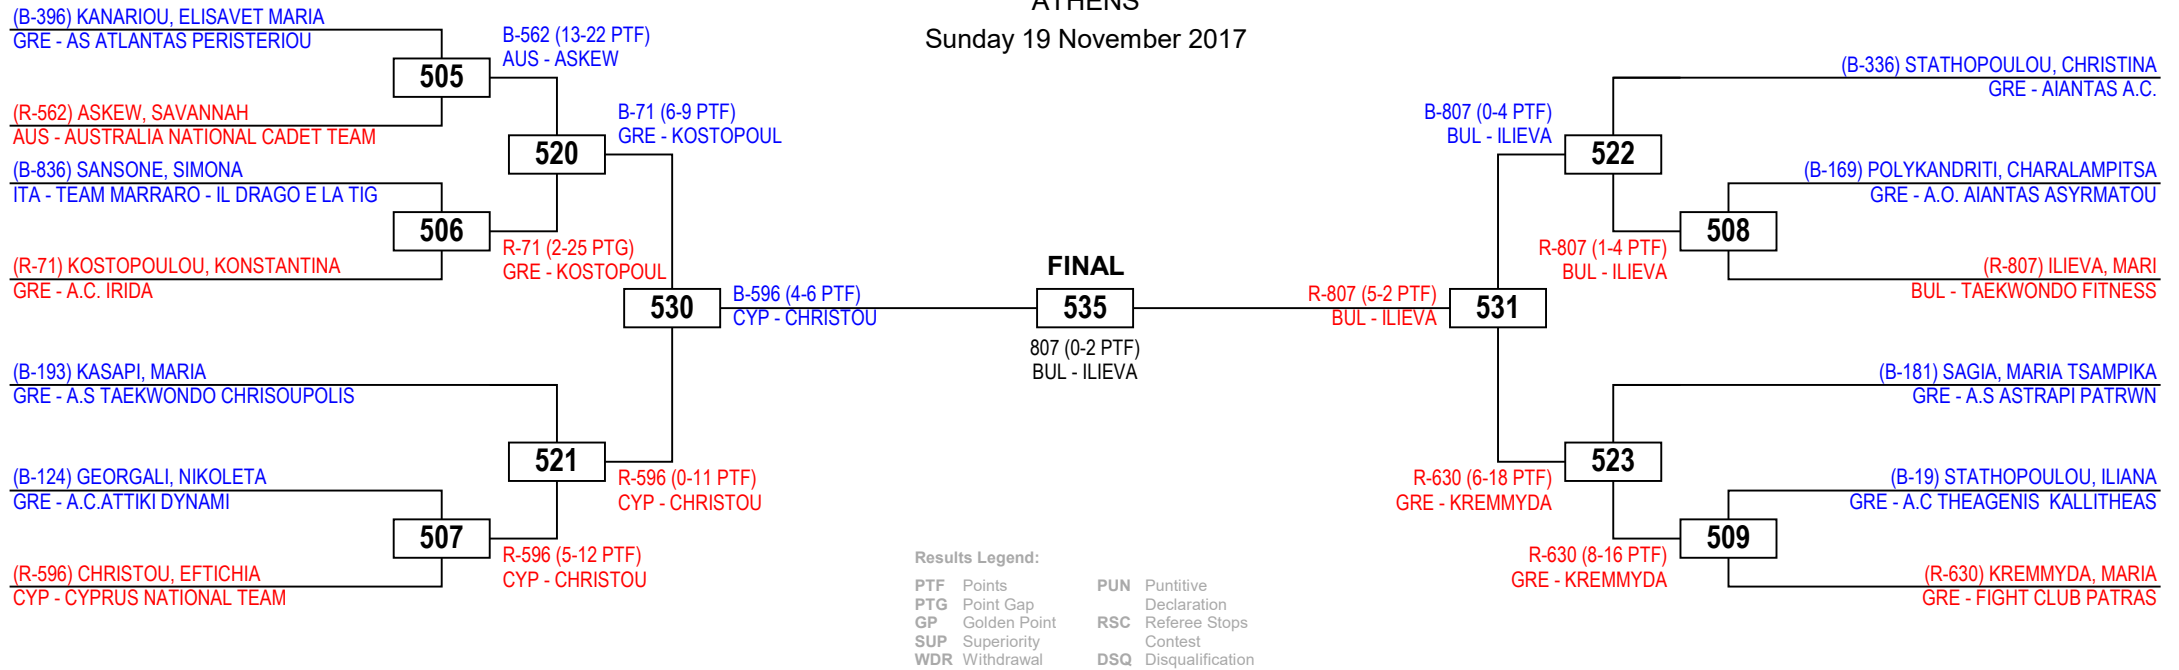 ATHENS
Sunday 19 November 2017
(B-396) KANARIOU, ELISAVET MARIA
GRE - AS ATLANTAS PERISTERIOU
505
(R-562) ASKEW, SAVANNAH
AUS - AUSTRALIA NATIONAL CADET TEAM
B-562 (13-22 PTF)
AUS - ASKEW
(B-836) SANSONE, SIMONA
ITA - TEAM MARRARO - IL DRAGO E LA TIG
506
(R-71) KOSTOPOULOU, KONSTANTINA
GRE - A.C. IRIDA
R-71 (2-25 PTG)
GRE - KOSTOPOUL
520
B-71 (6-9 PTF)
GRE - KOSTOPOUL
(B-193) KASAPI, MARIA
GRE - A.S TAEKWONDO CHRISOUPOLIS
(B-124) GEORGALI, NIKOLETA
GRE - A.C.ATTIKI DYNAMI
507
(R-596) CHRISTOU, EFTICHIA
CYP - CYPRUS NATIONAL TEAM
R-596 (5-12 PTF)
CYP - CHRISTOU
521
R-596 (0-11 PTF)
CYP - CHRISTOU
530
B-596 (4-6 PTF)
CYP - CHRISTOU
FINAL
535
807 (0-2 PTF)
BUL - ILIEVA
R-807 (5-2 PTF)
BUL - ILIEVA
531
B-807 (0-4 PTF)
BUL - ILIEVA
522
(B-336) STATHOPOULOU, CHRISTINA
GRE - AIANTAS A.C.
(B-169) POLYKANDRITI, CHARALAMPITSA
GRE - A.O. AIANTAS ASYRMATOU
508
R-807 (1-4 PTF)
BUL - ILIEVA
(R-807) ILIEVA, MARI
BUL - TAEKWONDO FITNESS
(B-181) SAGIA, MARIA TSAMPIKA
GRE - A.S ASTRAPI PATRWN
523
R-630 (6-18 PTF)
GRE - KREMMYDA
(B-19) STATHOPOULOU, ILIANA
GRE - A.C THEAGENIS KALLITHEAS
509
R-630 (8-16 PTF)
GRE - KREMMYDA
(R-630) KREMMYDA, MARIA
GRE - FIGHT CLUB PATRAS
Results Legend:
PTF Points
PTG Point Gap
GP Golden Point
SUP Superiority
WDR Withdrawal
PUN Puntitive
Declaration
RSC Referee Stops
Contest
DSQ Disqualification